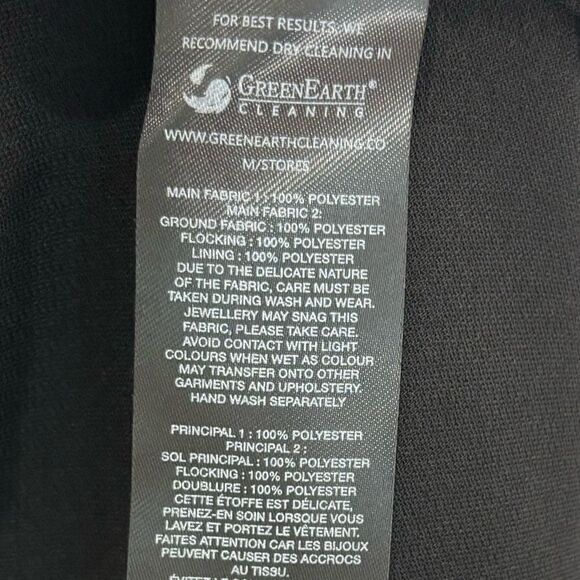 FOR BEST RESULTS, WE
RECOMMEND DRY CLEANING IN
GREENEARTH®
CLEANING
WWW.GREENEARTHCLEANING.CO
M/STORES
MAIN FABRIC 1 : 100% POLYESTER
MAIN FABRIC 2:
GROUND FABRIC : 100% POLYESTER
FLOCKING : 100% POLYESTER
LINING : 100% POLYESTER
DUE TO THE DELICATE NATURE
OF THE FABRIC, CARE MUST BE
TAKEN DURING WASH AND WEAR.
JEWELLERY MAY SNAG THIS
FABRIC, PLEASE TAKE CARE.
AVOID CONTACT WITH LIGHT
COLOURS WHEN WET AS COLOUR
MAY TRANSFER ONTO OTHER
GARMENTS AND UPHOLSTERY.
HAND WASH SEPARATELY
PRINCIPAL 1 : 100% POLYESTER
PRINCIPAL 2 :
SOL PRINCIPAL : 100% POLYESTER
FLOCKING : 100% POLYESTER
DOUBLURE : 100% POLYESTER
CETTE ÉTOFFE EST DÉLICATE,
PRENEZ-EN SOIN LORSQUE VOUS
LAVEZ ET PORTEZ LE VÊTEMENT.
FAITES ATTENTION CAR LES BIJOUX
PEUVENT CAUSER DES ACCROCS
AU TISSU.